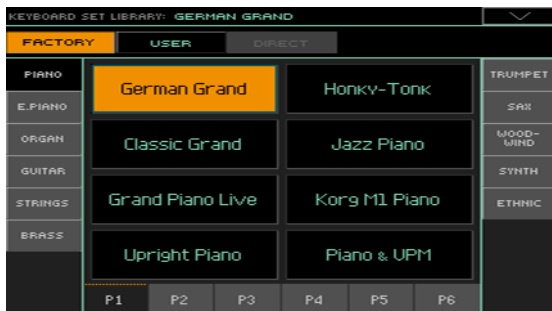 KEYBOARD SET LIBRARY: GERMAN GRAND
FACTORY USER DIRECT
PIANO
E.PIANO
ORGAN
GUITAR
STRINGS
BRASS
German Grand Honky-Tonk
Classic Grand Jazz Piano
Grand Piano Live Korg M1 Piano
Upright Piano Piano & UPM
TRUMPET
SAX
WOOD-
WIND
SYNTH
ETHNIC
P1 P2 P3 P4 P5 P6